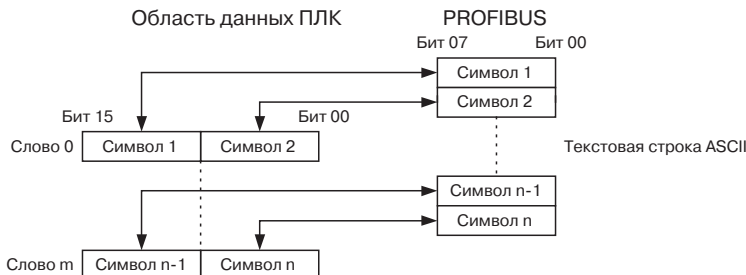 Область данных ПЛК PROFIBUS
Бит 07 Бит 00
Символ 1
Символ 2
Бит 15 Бит 00
Слово 0 Символ 1 Символ 2 Текстовая строка ASCII
Символ n-1
Символ n
Слово m Символ n-1 Символ n